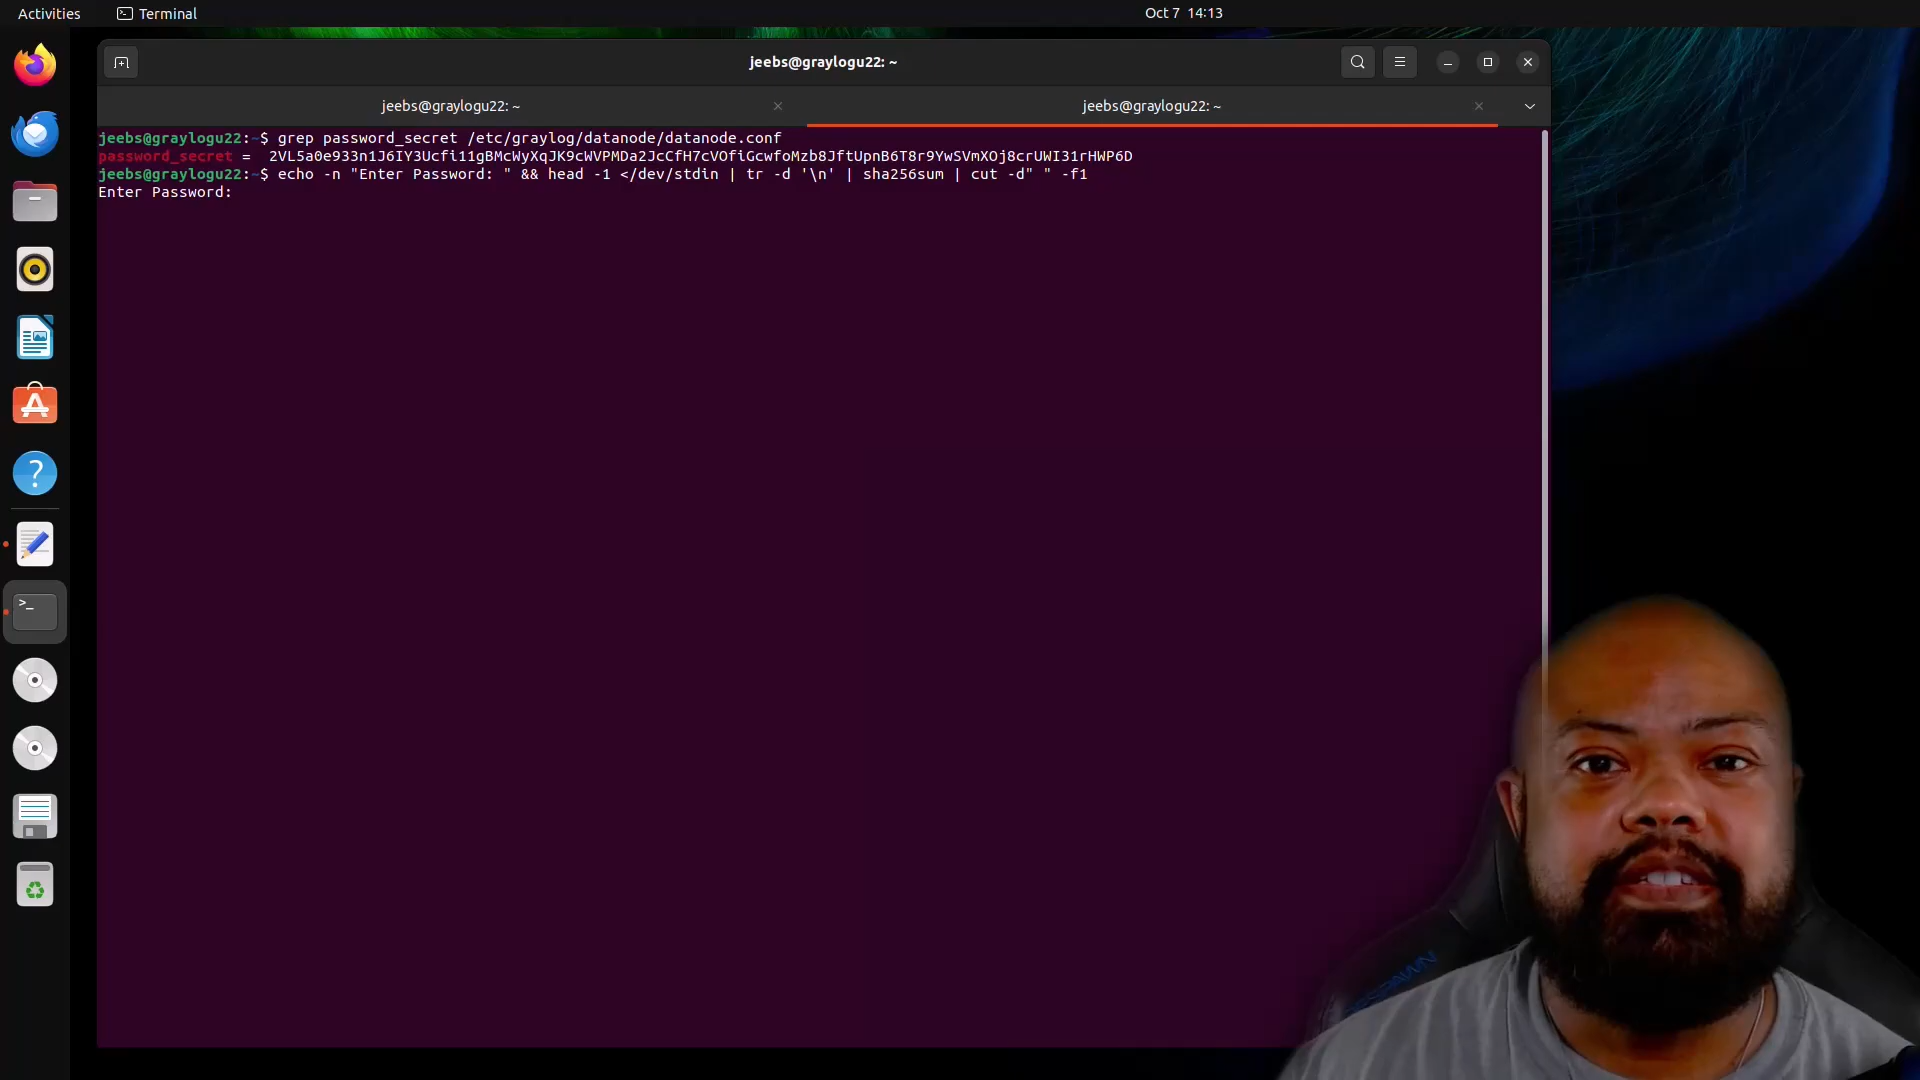 Activities
Terminal
Oct 7 14:13
jeebs@graylogu22: ~
jeebs@graylogu22: ~
jeebs@graylogu22: ~
jeebs@graylogu22:~$ grep password_secret /etc/graylog/datanode/datanode.conf
password_secret =  2VL5a0e933n1J6IY3Ucfi11gBMcWyXqJK9cWVPMDa2JcCfH7cVOfiGcwfoMzb8JftUpnB6T8r9YwSVmXOj8crUWI31rHWP6D
jeebs@graylogu22:~$ echo -n "Enter Password: " && head -1 </dev/stdin | tr -d '\n' | sha256sum | cut -d" " -f1
Enter Password: